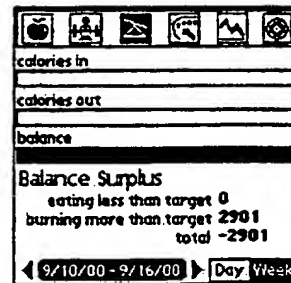 calories in
calories out
balance
Balance Surplus
eating less than target 0
burning more than target 2901
total -2901
9/10/00 - 9/16/00 Day Week